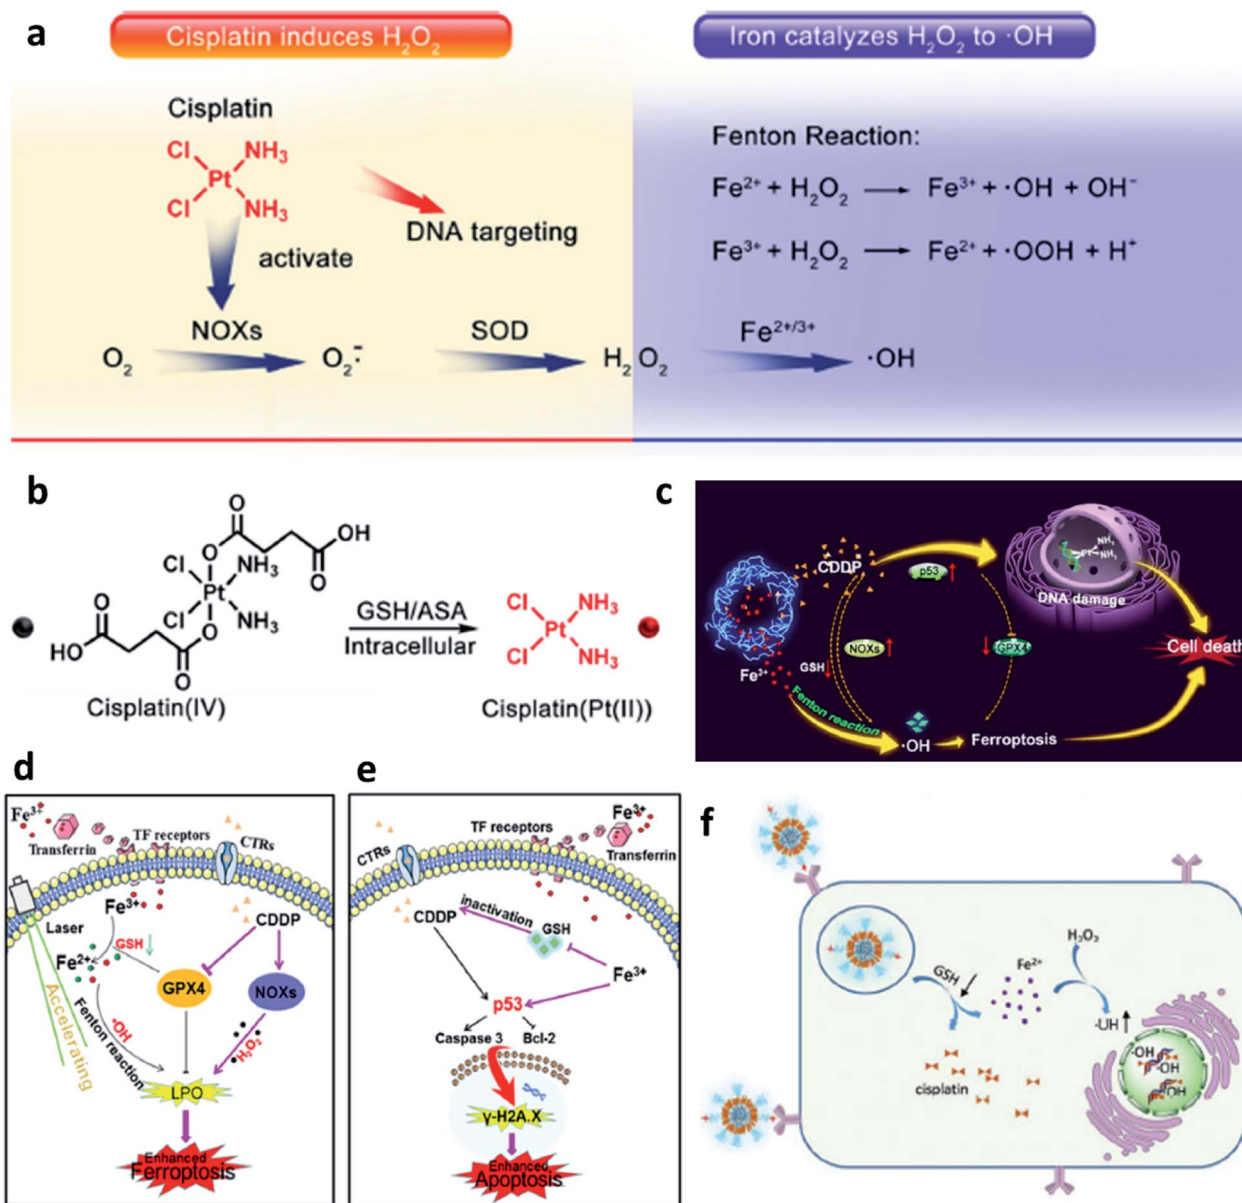 a
Cisplatin induces H₂O₂
Iron catalyzes H₂O₂ to ·OH
Cisplatin
Cl NH₃
Pt
Cl NH₃
activate
DNA targeting
NOXs
O₂
O₂·⁻
SOD
H₂O₂
Fenton Reaction:
Fe²⁺ + H₂O₂ → Fe³⁺ + ·OH + OH⁻
Fe³⁺ + H₂O₂ → Fe²⁺ + ·OOH + H⁺
Fe²⁺/³⁺
·OH
b
O
OH
O
O
Cl NH₃
Pt
Cl NH₃
O
O
HO
O
Cisplatin(IV)
GSH/ASA
Intracellular
Cl NH₃
Pt
Cl NH₃
Cisplatin(Pt(II))
c
CDDP
p53
Pt
NH₃
NH₃
DNA damage
NOXs
GSH
GPX4
Cell death
Fe³⁺
Fenton reaction
·OH
Ferroptosis
d
Fe³⁺
Transferrin
TF receptors
CTRs
Fe³⁺
CDDP
Laser
GSH
Fe²⁺
GPX4
NOXs
Accelerating
Fenton reaction
·OH
H₂O₂
LPO
Enhanced
Ferroptosis
e
Fe³⁺
TF receptors
Transferrin
CTRs
CDDP
inactivation
GSH
Fe³⁺
p53
Caspase 3
Bcl-2
γ-H2A.X
Enhanced
Apoptosis
f
GSH
Fe²⁺
H₂O₂
·UH
cisplatin
·OH
·OH
·OH